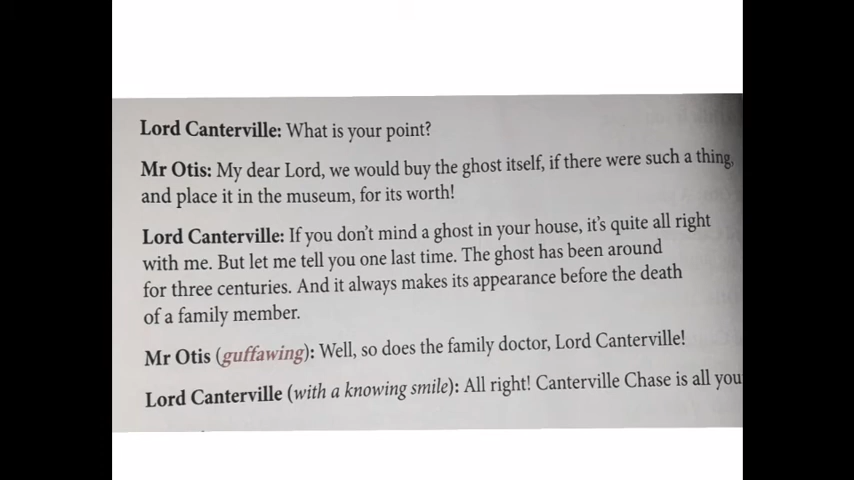 Lord Canterville: What is your point?
Mr Otis: My dear Lord, we would buy the ghost itself, if there were such a thing,
and place it in the museum, for its worth!
Lord Canterville: If you don't mind a ghost in your house, it's quite all right
with me. But let me tell you one last time. The ghost has been around
for three centuries. And it always makes its appearance before the death
of a family member.
Mr Otis (guffawing): Well, so does the family doctor, Lord Canterville!
Lord Canterville (with a knowing smile): All right! Canterville Chase is all you